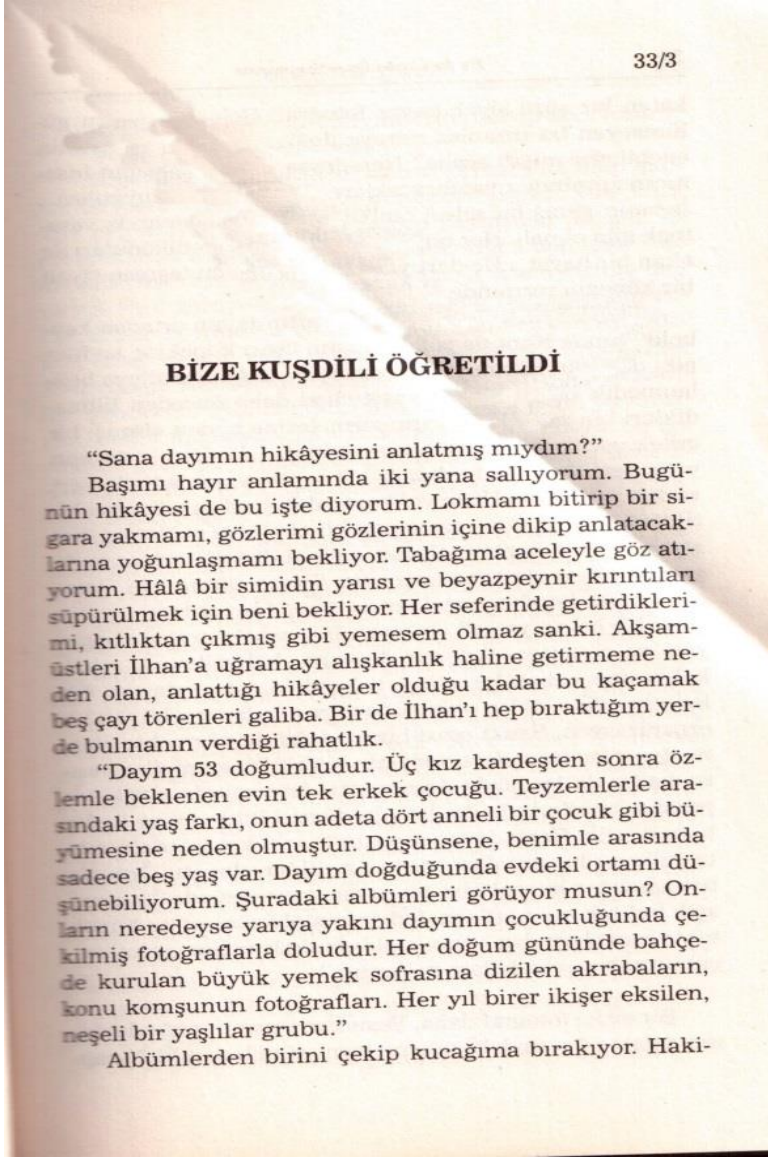 33/3
BİZE KUŞDİLİ ÖĞRETİLDİ
“Sana dayımın hikâyesini anlatmış mıydım?”
Başımı hayır anlamında iki yana sallıyorum. Bugü-
nün hikâyesi de bu işte diyorum. Lokmamı bitirip bir si-
gara yakmamı, gözlerimi gözlerinin içine dikip anlatacak-
larına yoğunlaşmamı bekliyor. Tabağıma aceleyle göz atı-
yorum. Hâlâ bir simidin yarısı ve beyazpeynir kırıntıları
süpürülmek için beni bekliyor. Her seferinde getirdikleri-
mi, kıtlıktan çıkmış gibi yemesem olmaz sanki. Akşam-
üstleri İlhan’a uğramayı alışkanlık haline getirmeme ne-
den olan, anlattığı hikâyeler olduğu kadar bu kaçamak
beş çayı törenleri galiba. Bir de İlhan’ı hep bıraktığım yer-
de bulmanın verdiği rahatlık.
“Dayım 53 doğumludur. Üç kız kardeşten sonra öz-
lemle beklenen evin tek erkek çocuğu. Teyzemlerle ara-
sındaki yaş farkı, onun adeta dört anneli bir çocuk gibi bü-
yümesine neden olmuştur. Düşünsene, benimle arasında
sadece beş yaş var. Dayım doğduğunda evdeki ortamı dü-
şünebiliyorum. Şuradaki albümleri görüyor musun? On-
ların neredeyse yarıya yakını dayımın çocukluğunda çe-
kilmiş fotoğraflarla doludur. Her doğum gününde bahçe-
de kurulan büyük yemek sofrasına dizilen akrabaların,
konu komşunun fotoğrafları. Her yıl birer ikişer eksilen,
neşeli bir yaşlılar grubu.”
Albümlerden birini çekip kucağıma bırakıyor. Haki-